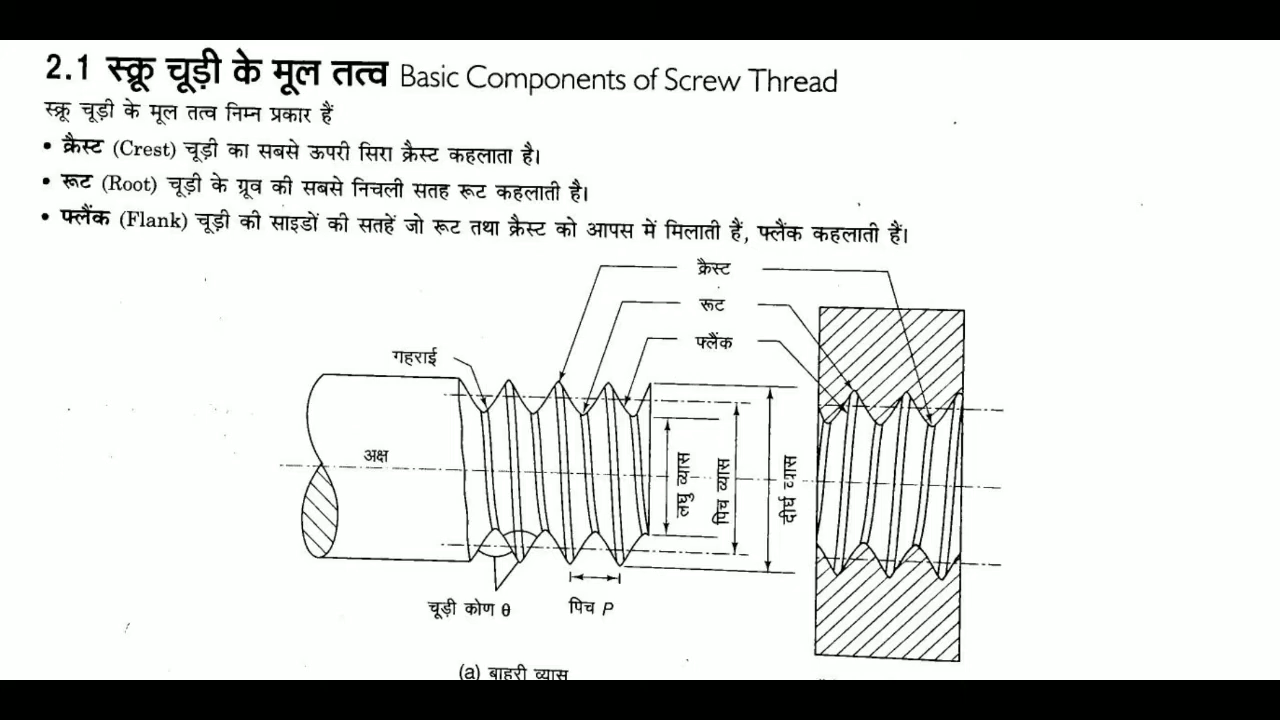 2.1 स्क्रू चूड़ी के मूल तत्व Basic Components of Screw Thread
स्क्रू चूड़ी के मूल तत्व निम्न प्रकार हैं
• क्रैस्ट (Crest) चूड़ी का सबसे ऊपरी सिरा क्रैस्ट कहलाता है।
• रूट (Root) चूड़ी के ग्रूव की सबसे निचली सतह रूट कहलाती है।
• फ्लैंक (Flank) चूड़ी की साइडों की सतहें जो रूट तथा क्रैस्ट को आपस में मिलाती हैं, फ्लैंक कहलाती हैं।
क्रैस्ट
रूट
फ्लैंक
गहराई
अक्ष
लघु व्यास
पिच व्यास
दीर्घ व्यास
चूड़ी कोण θ
पिच P
(a) बाहरी व्यास